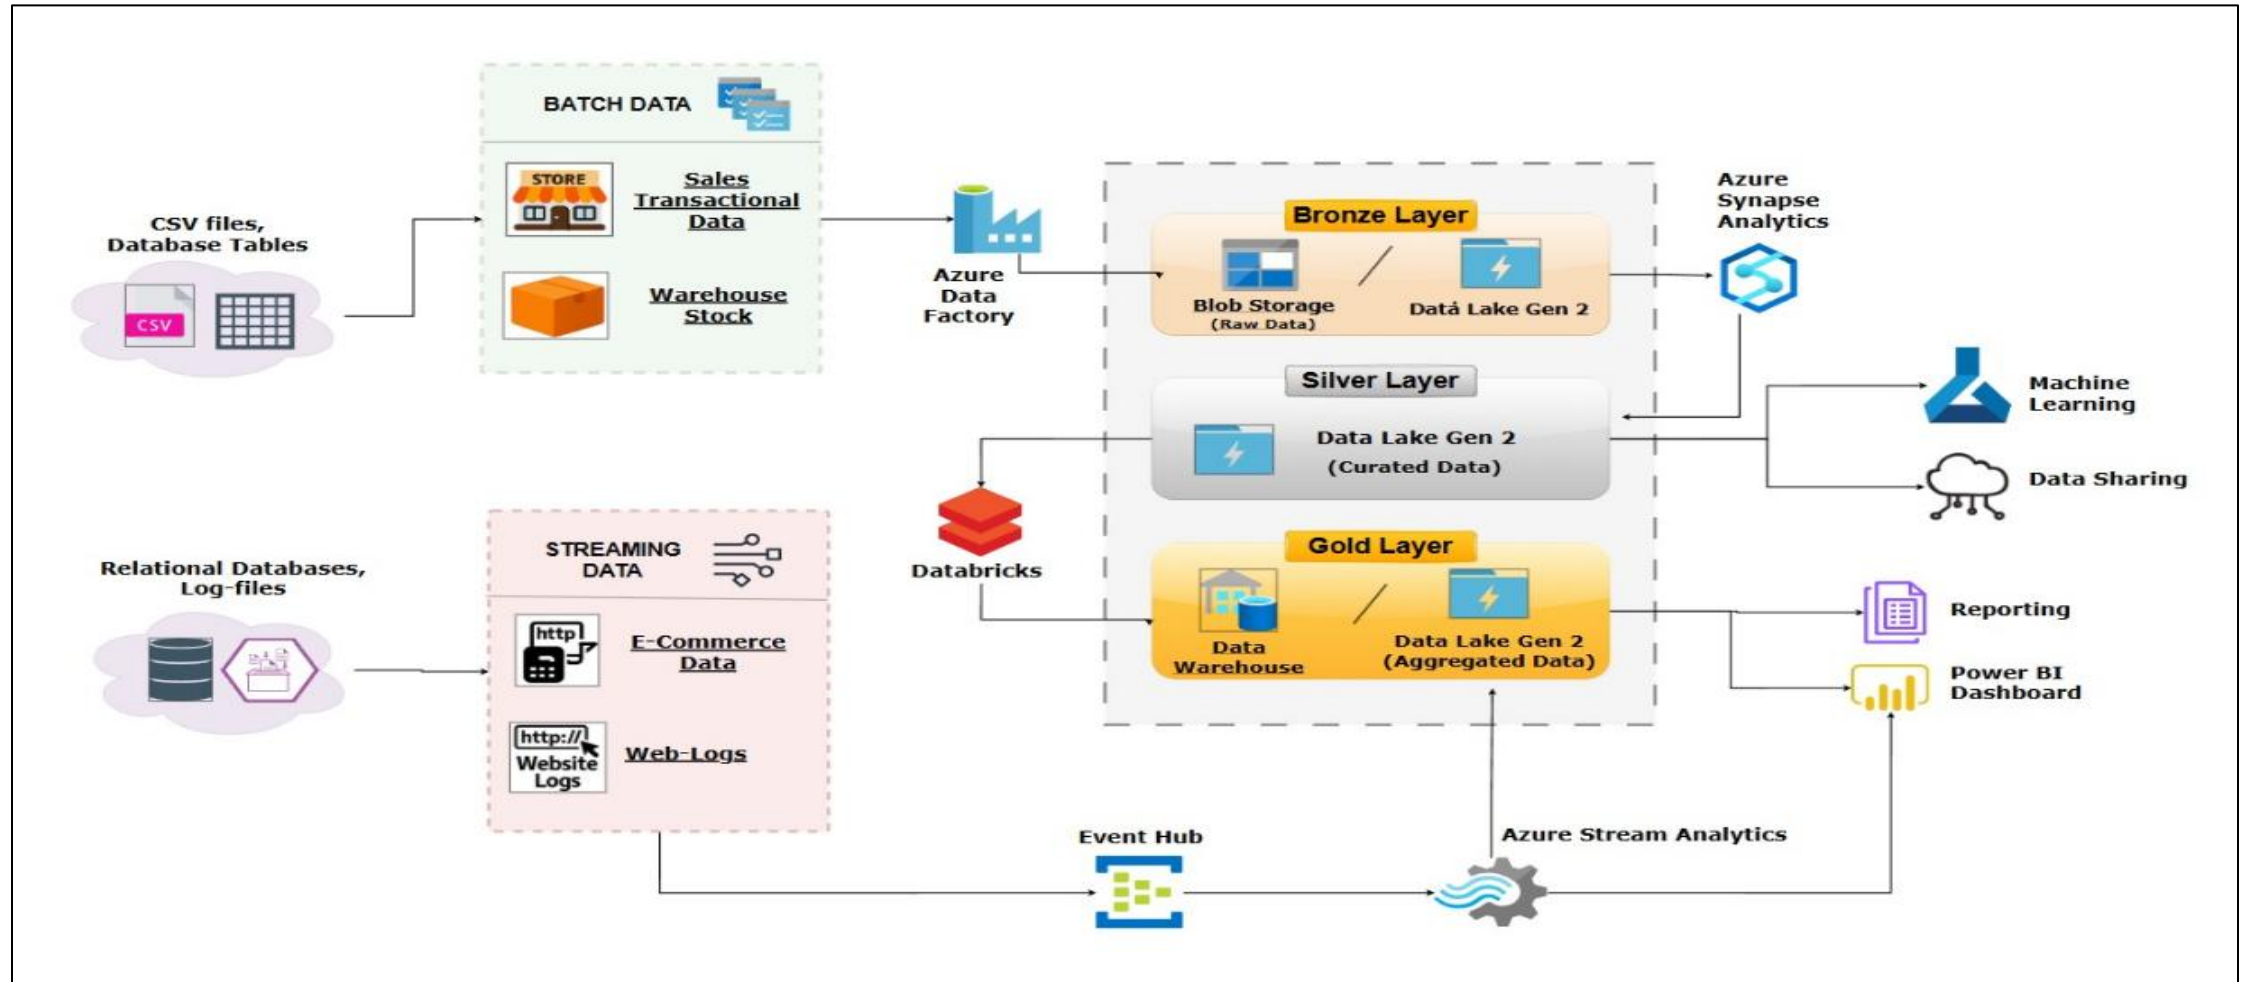 BATCH DATA
STORE
Sales
Transactional
Data
Warehouse
Stock
CSV files,
Database Tables
CSV
Azure
Data
Factory
Bronze Layer
Blob Storage
(Raw Data)
/
Datá Lake Gen 2
Azure
Synapse
Analytics
Silver Layer
Data Lake Gen 2
(Curated Data)
Machine
Learning
Data Sharing
Relational Databases,
Log-files
STREAMING
DATA
http
E-Commerce
Data
http://
Website
Logs
Web-Logs
Databricks
Gold Layer
Data
Warehouse
/
Data Lake Gen 2
(Aggregated Data)
Reporting
Power BI
Dashboard
Event Hub
Azure Stream Analytics